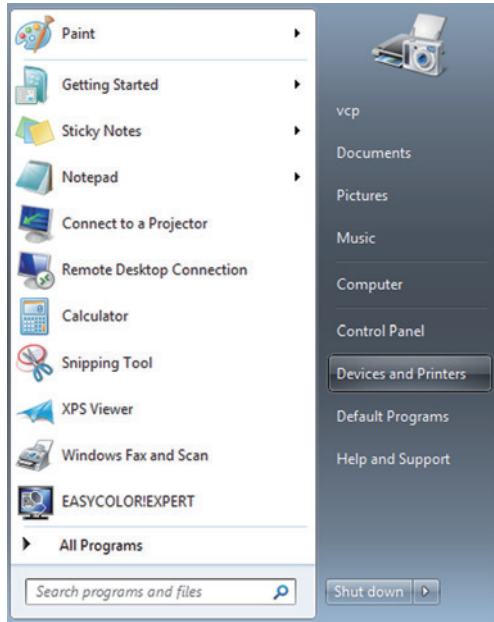 Paint
Getting Started
Sticky Notes
Notepad
Connect to a Projector
Remote Desktop Connection
Calculator
Snipping Tool
XPS Viewer
Windows Fax and Scan
EASYCOLOR!EXPERT
All Programs
Search programs and files
vcp
Documents
Pictures
Music
Computer
Control Panel
Devices and Printers
Default Programs
Help and Support
Shut down